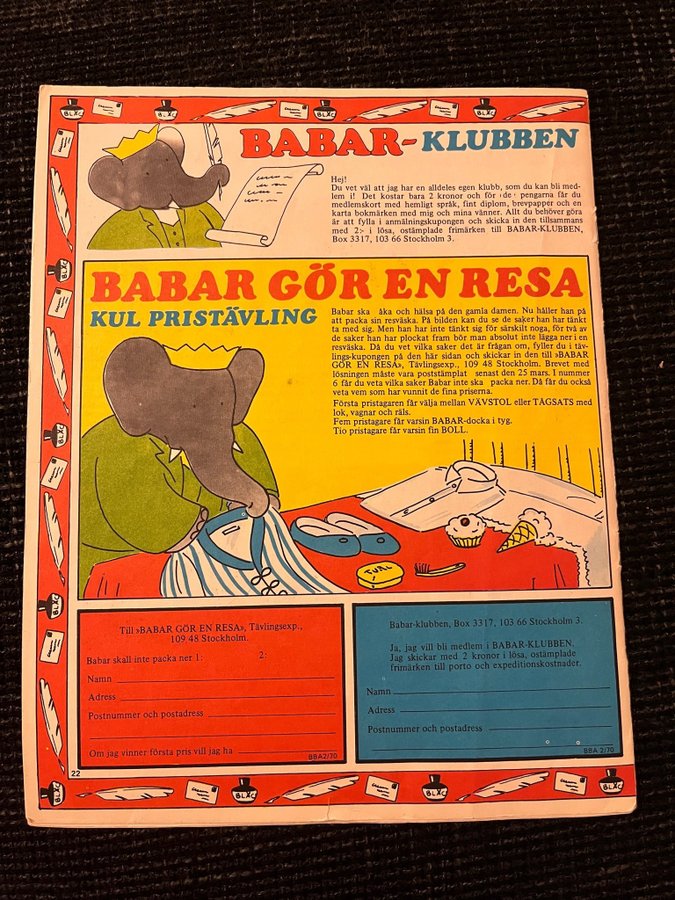 BABAR-KLUBBEN
Hej!
Du vet väl att jag har en alldeles egen klubb, som du kan bli med-
lem i! Det kostar bara 2 kronor och för ‹de› pengarna får du
medlemskort med hemligt språk, fint diplom, brevpapper och en
karta bokmärken med mig och mina vänner. Allt du behöver göra
är att fylla i anmälningskupongen och skicka in den tillsammans
med 2:› i lösa, ostämplade frimärken till BABAR-KLUBBEN,
Box 3317, 103 66 Stockholm 3.
BABAR GÖR EN RESA
KUL PRISTÄVLING
Babar ska åka och hälsa på den gamla damen. Nu håller han på
att packa sin resväska. På bilden kan du se de saker han har tänkt
ta med sig. Men han har inte tänkt sig för särskilt noga, för två av
de saker han har plockat fram bör man absolut inte lägga ner i en
resväska. Då du vet vilka saker det är frågan om, fyller du i täv-
lings-kupongen på den här sidan och skickar in den till »BABAR
GÖR EN RESA», Tävlingsexp., 109 48 Stockholm. Brevet med
lösningen måste vara poststämplat senast den 25 mars. I nummer
6 får du veta vilka saker Babar inte ska packa ner. Då får du också
veta vem som har vunnit de fina priserna.
Första pristagaren får välja mellan VÄVSTOL eller TÅGSATS med
lok, vagnar och räls.
Fem pristagare får varsin BABAR-docka i tyg.
Tio pristagare får varsin fin BOLL.
TVÅL
Till »BABAR GÖR EN RESA», Tävlingsexp.,
109 48 Stockholm.
Babar skall inte packa ner 1: 2:
Namn
Adress
Postnummer och postadress
Om jag vinner första pris vill jag ha
BBA2/70
Babar-klubben, Box 3317, 103 66 Stockholm 3.
Ja, jag vill bli medlem i BABAR-KLUBBEN.
Jag skickar med 2 kronor i lösa, ostämplade
frimärken till porto och expeditionskostnader.
Namn
Adress
Postnummer och postadress
BBA 2/70
22